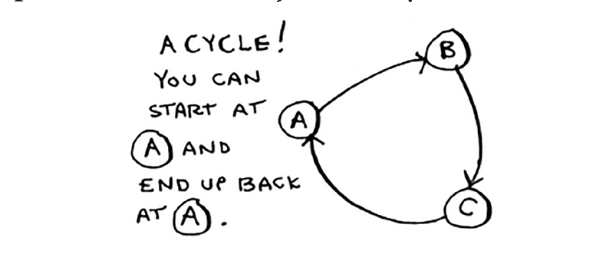 A CYCLE!
YOU CAN
START AT
A AND
END UP BACK
AT A.
A
B
C